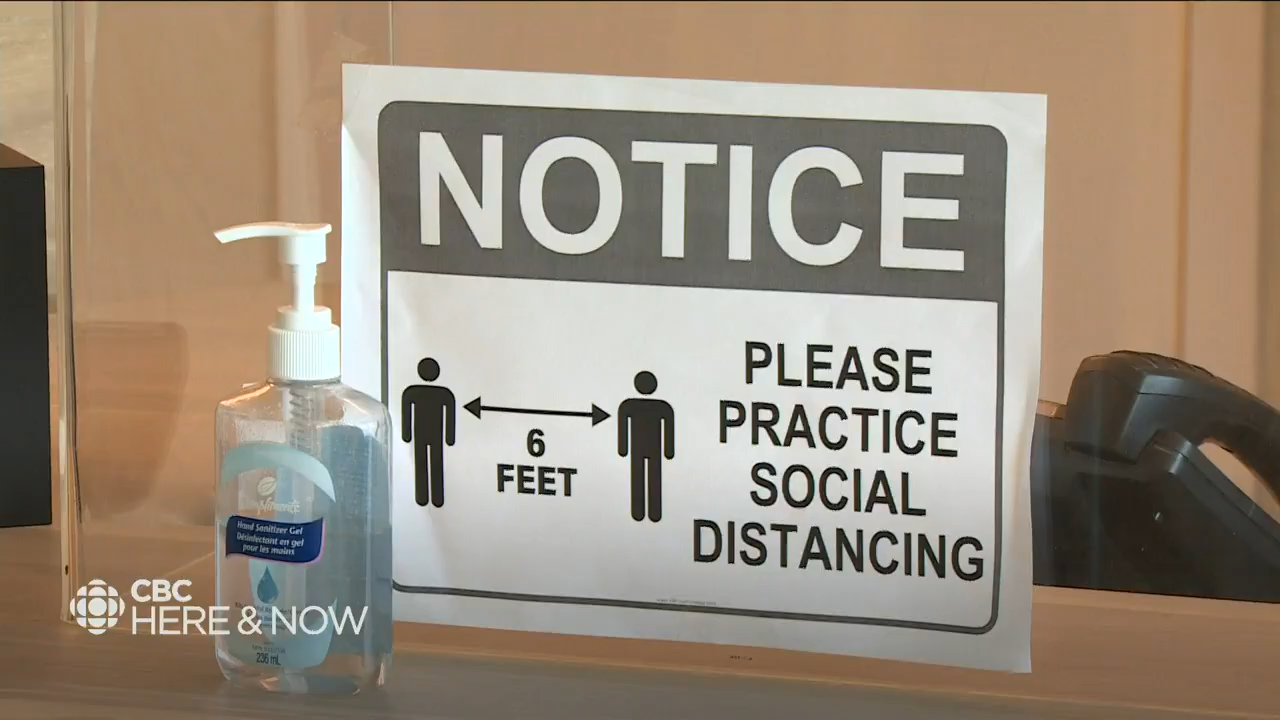 NOTICE
6
FEET
PLEASE
PRACTICE
SOCIAL
DISTANCING
Hand Sanitizer Gel
Désinfectant en gel
pour les mains
236 mL
CBC
HERE & NOW